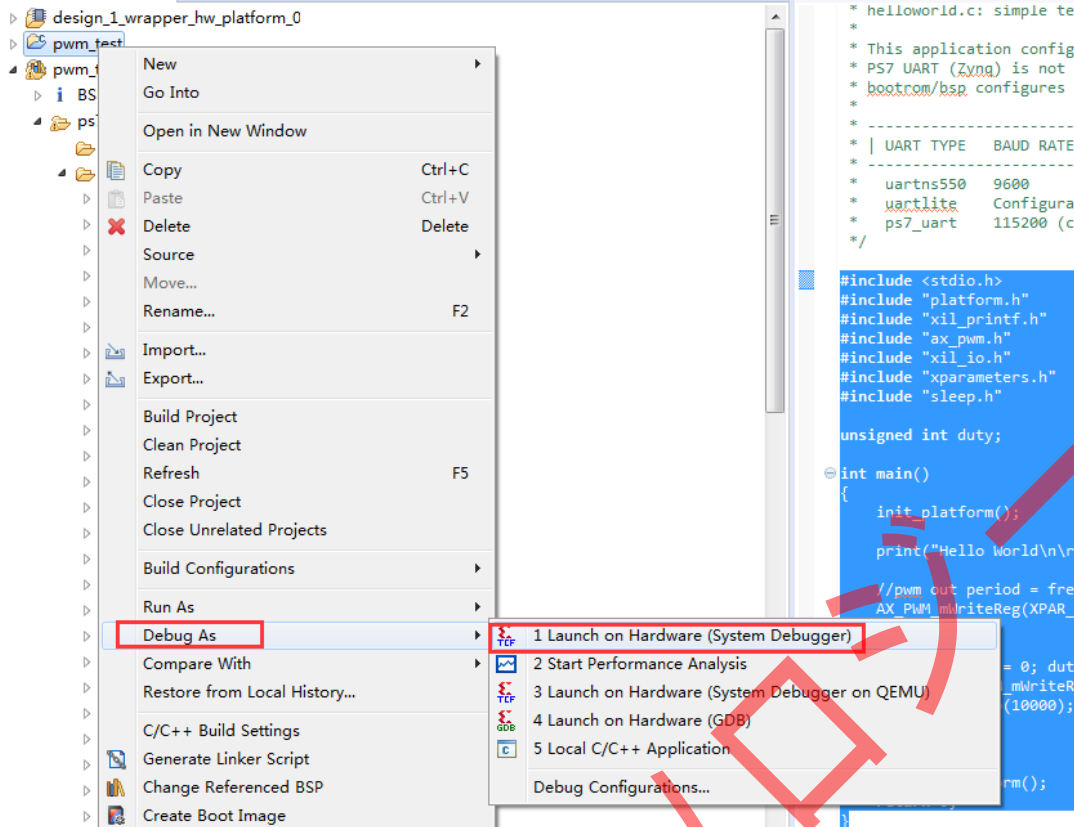 design_1_wrapper_hw_platform_0
pwm_test
pwm_t
BS
ps7
New
Go Into
Open in New Window
Copy Ctrl+C
Paste Ctrl+V
Delete Delete
Source
Move...
Rename... F2
Import...
Export...
Build Project
Clean Project
Refresh F5
Close Project
Close Unrelated Projects
Build Configurations
Run As
Debug As
Compare With
Restore from Local History...
C/C++ Build Settings
Generate Linker Script
Change Referenced BSP
Create Boot Image
1 Launch on Hardware (System Debugger)
2 Start Performance Analysis
3 Launch on Hardware (System Debugger on QEMU)
4 Launch on Hardware (GDB)
5 Local C/C++ Application
Debug Configurations...
* helloworld.c: simple te
*
* This application config
* PS7 UART (Zynq) is not
* bootrom/bsp configures
*
* ------------------------
* | UART TYPE   BAUD RATE
* ------------------------
*   uartns550   9600
*   uartlite    Configura
*   ps7_uart    115200 (c
*/
#include <stdio.h>
#include "platform.h"
#include "xil_printf.h"
#include "ax_pwm.h"
#include "xil_io.h"
#include "xparameters.h"
#include "sleep.h"
unsigned int duty;
int main()
{
init_platform();
print("Hello World\n\r
//pwm out period = fre
AX_PWM_mWriteReg(XPAR_
= 0; dut
_mWriteR
(10000);
rm();
}